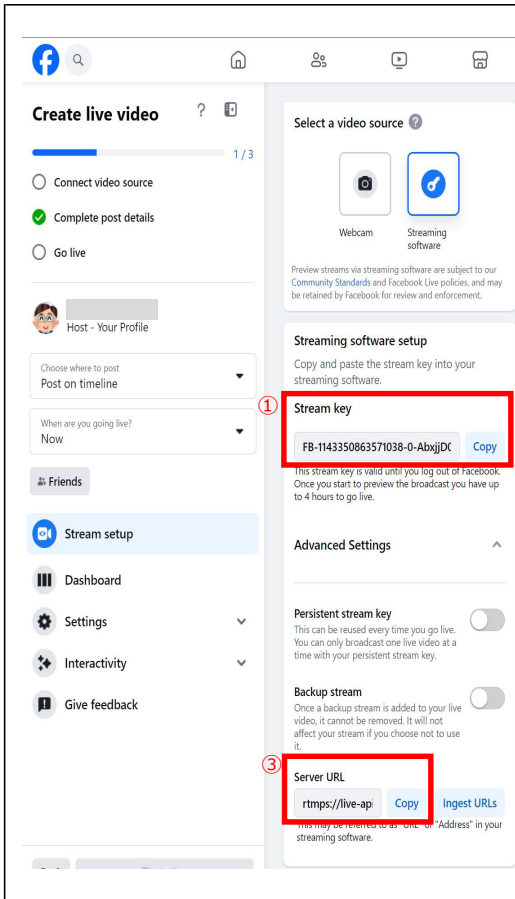 Create live video
1 / 3
Connect video source
Complete post details
Go live
Host - Your Profile
Choose where to post
Post on timeline
When are you going live?
Now
Friends
Stream setup
Dashboard
Settings
Interactivity
Give feedback
Select a video source
Webcam
Streaming
software
Preview streams via streaming software are subject to our
Community Standards and Facebook Live policies, and may
be retained by Facebook for review and enforcement.
Streaming software setup
Copy and paste the stream key into your
streaming software.
①
Stream key
FB-1143350863571038-0-AbxjjD(
Copy
This stream key is valid until you log out of Facebook.
Once you start to preview the broadcast you have up
to 4 hours to go live.
Advanced Settings
Persistent stream key
This can be reused every time you go live.
You can only broadcast one live video at a
time with your persistent stream key.
Backup stream
Once a backup stream is added to your live
video, it cannot be removed. It will not
affect your stream if you choose not to use
it.
③
Server URL
rtmps://live-api
Copy
Ingest URLs
This may be referred to as "URL" or "Address" in your
streaming software.